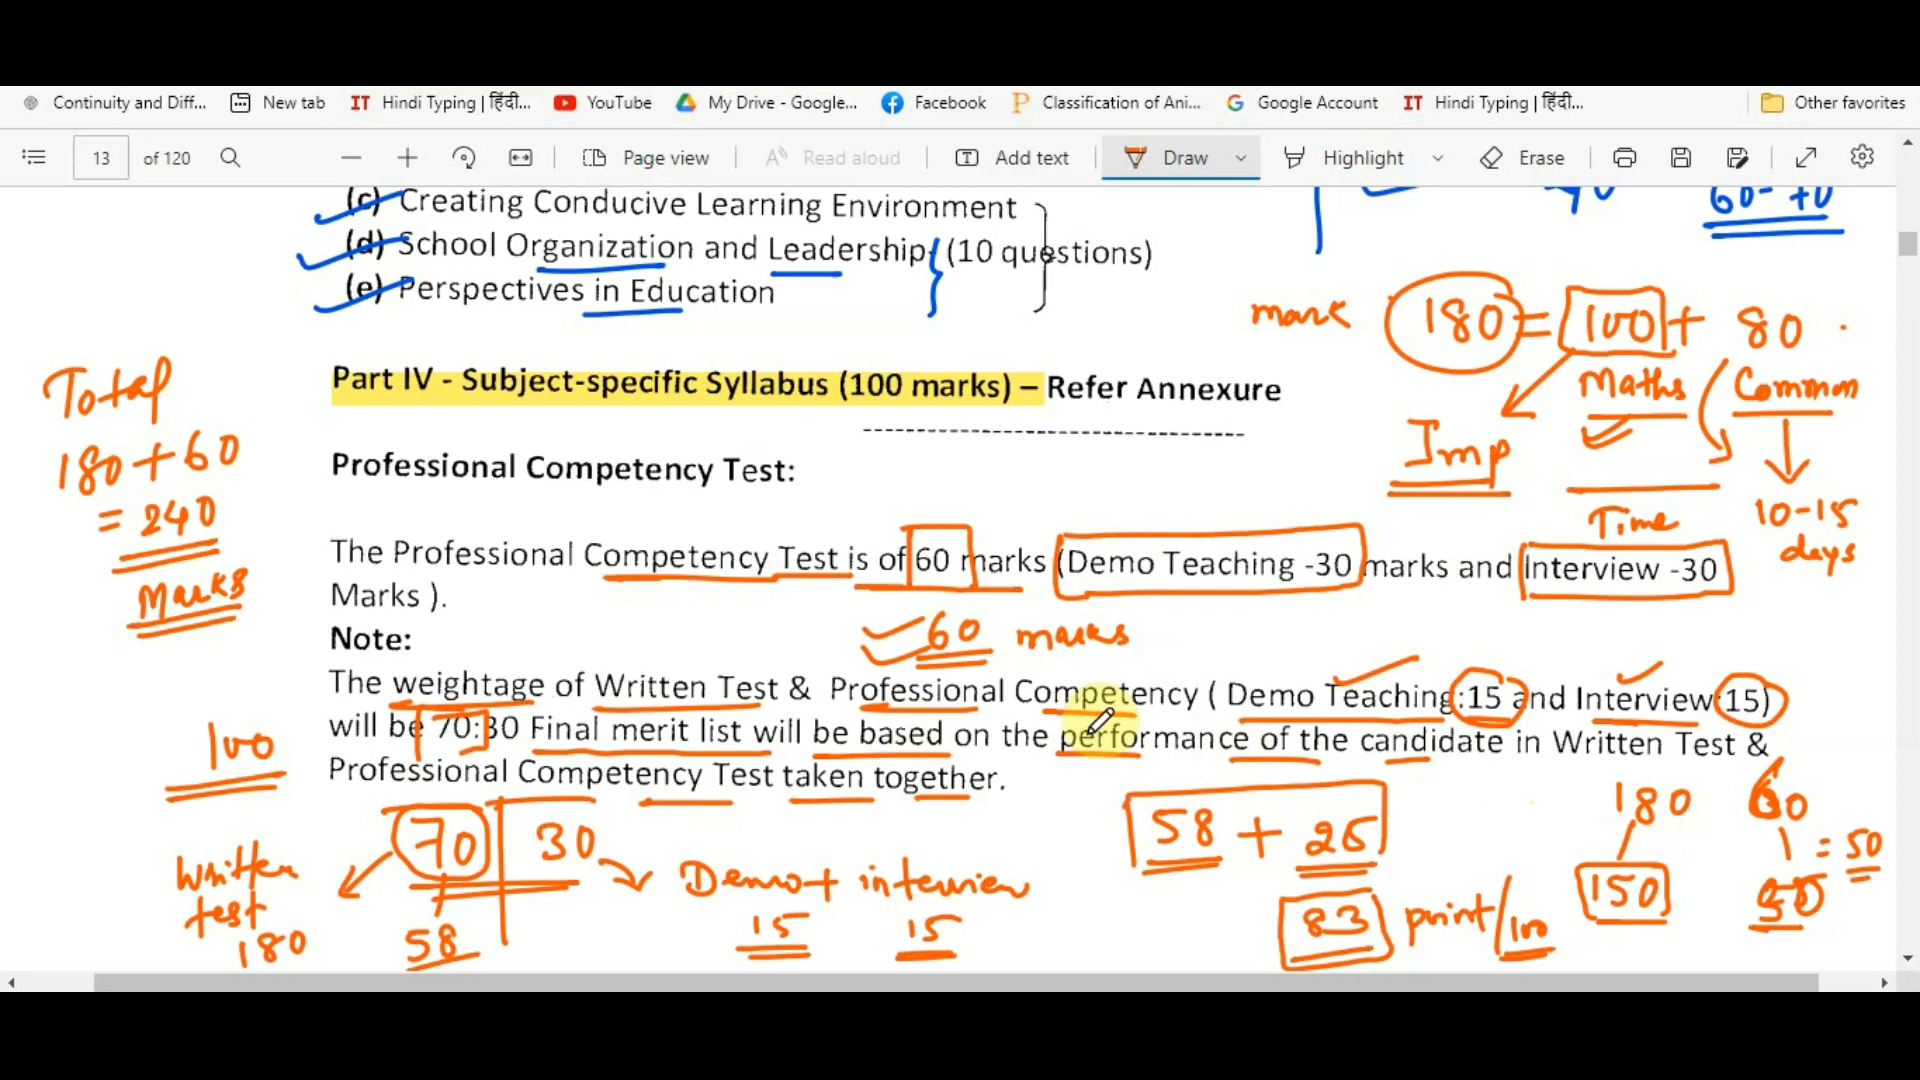 Continuity and Diff... New tab IT Hindi Typing | हिंदी... YouTube My Drive - Google... Facebook Classification of Ani... Google Account IT Hindi Typing | हिंदी... Other favorites
13 of 120 Page view Read aloud Add text Draw Highlight Erase
(c) Creating Conducive Learning Environment
60-70
(d) School Organization and Leadership (10 questions)
(e) Perspectives in Education
mark 180 = 100 + 80
Maths Common
Imp
Time
10-15 days
Part IV - Subject-specific Syllabus (100 marks) – Refer Annexure
Total
180+60
= 240
Marks
Professional Competency Test:
The Professional Competency Test is of 60 marks (Demo Teaching -30 marks and Interview -30
Marks ).
60 marks
Note:
The weightage of Written Test & Professional Competency ( Demo Teaching:15 and Interview:15)
will be 70:30 Final merit list will be based on the performance of the candidate in Written Test &
Professional Competency Test taken together.
100
70 30
Written test 180
58
Demo + interview
15 15
58 + 25
83 point/100
180 60
150 50 = 50